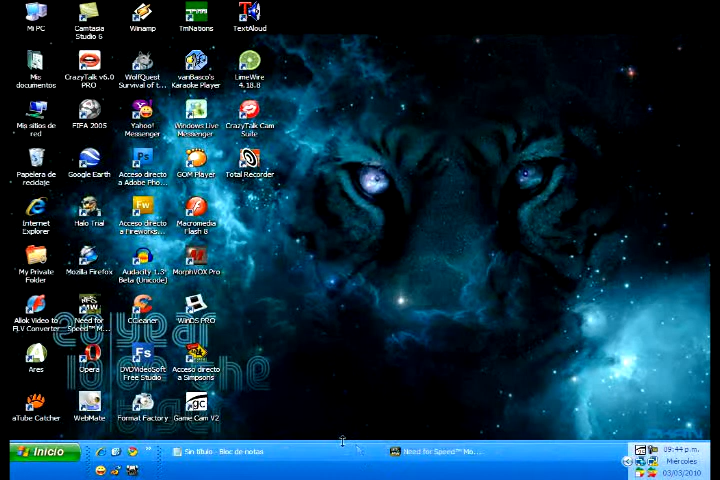 Mi PC
Camtasia Studio 6
Winamp
TmNations
TextAloud
Mis documentos
CrazyTalk v6.0 PRO
WolfQuest Survival of t...
vanBasco's Karaoke Player
LimeWire 4.18.8
Mis sitios de red
FIFA 2005
Yahoo! Messenger
Windows Live Messenger
CrazyTalk Cam Suite
Papelera de reciclaje
Google Earth
Acceso directo a Adobe Pho...
GOM Player
Total Recorder
Internet Explorer
Halo Trial
Acceso directo a Fireworks...
Macromedia Flash 8
My Private Folder
Mozilla Firefox
Audacity 1.3 Beta (Unicode)
MorphVOX Pro
Allok Video to FLV Converter
Need for Speed™ M...
CCleaner
WinDS PRO
Ares
Opera
DVDVideoSoft Free Studio
Acceso directo a Simpsons
aTube Catcher
WebMate
Format Factory
Game Cam V2
Inicio
Sin título - Bloc de notas
Need for Speed™ Mo...
09:44 p.m.
Miércoles
03/03/2010